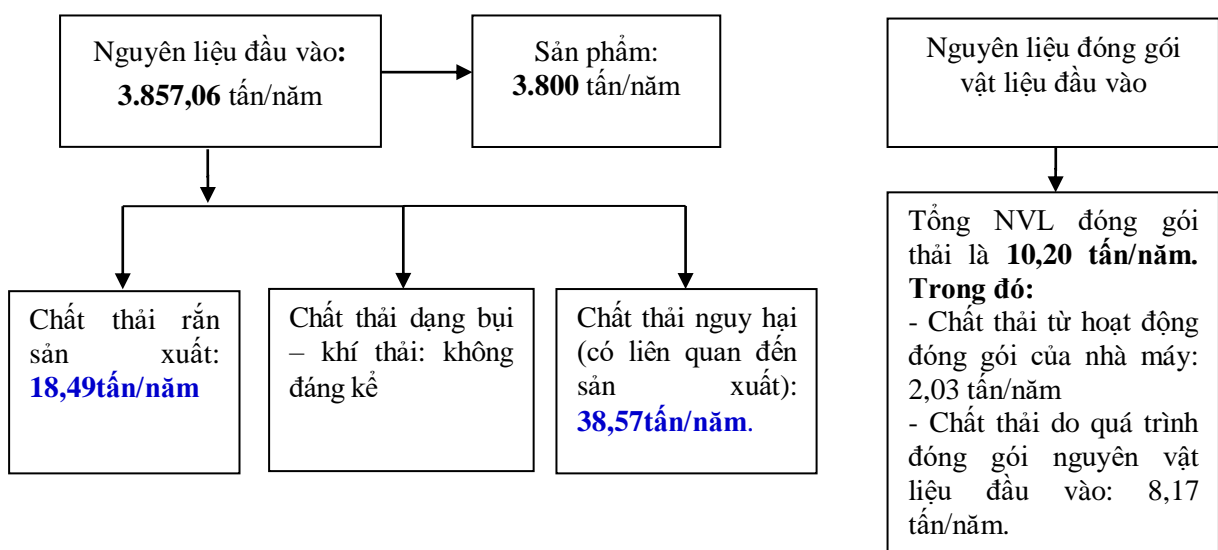 Nguyên liệu đầu vào:
3.857,06 tấn/năm
Sản phẩm:
3.800 tấn/năm
Nguyên liệu đóng gói
vật liệu đầu vào
Chất thải rắn
sản xuất:
18,49tấn/năm
Chất thải dạng bụi
– khí thải: không
đáng kể
Chất thải nguy hại
(có liên quan đến
sản xuất):
38,57tấn/năm.
Tổng NVL đóng gói
thải là 10,20 tấn/năm.
Trong đó:
- Chất thải từ hoạt động
đóng gói của nhà máy:
2,03 tấn/năm
- Chất thải do quá trình
đóng gói nguyên vật
liệu đầu vào: 8,17
tấn/năm.